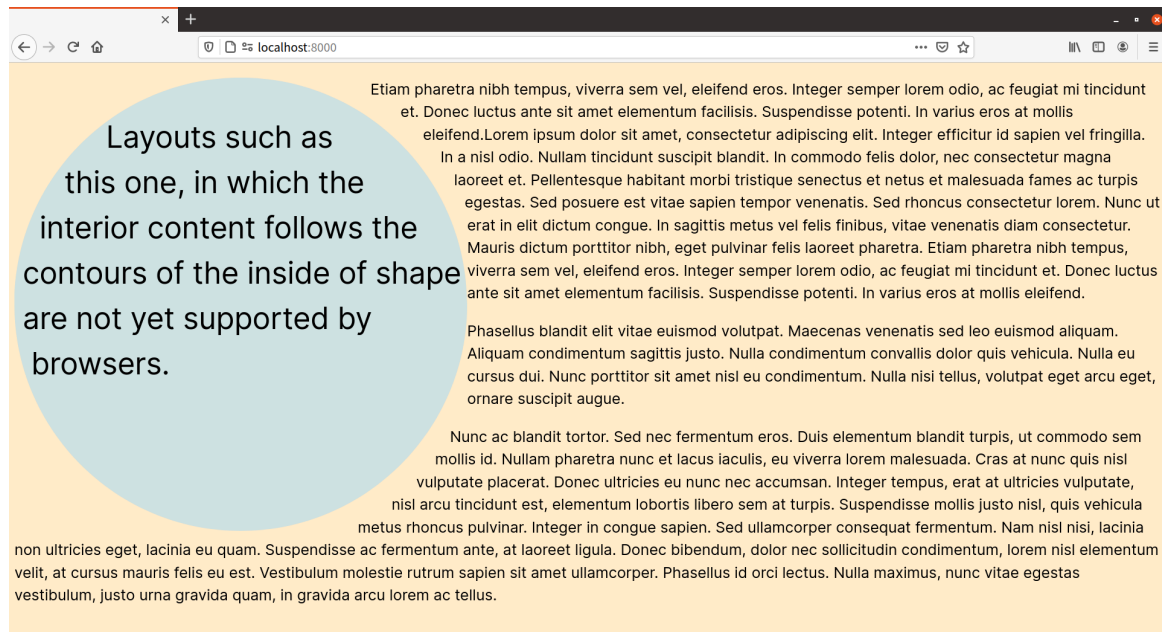 localhost:8000
Layouts such as
this one, in which the
interior content follows the
contours of the inside of shape
are not yet supported by
browsers.
Etiam pharetra nibh tempus, viverra sem vel, eleifend eros. Integer semper lorem odio, ac feugiat mi tincidunt
et. Donec luctus ante sit amet elementum facilisis. Suspendisse potenti. In varius eros at mollis
eleifend.Lorem ipsum dolor sit amet, consectetur adipiscing elit. Integer efficitur id sapien vel fringilla.
In a nisl odio. Nullam tincidunt suscipit blandit. In commodo felis dolor, nec consectetur magna
laoreet et. Pellentesque habitant morbi tristique senectus et netus et malesuada fames ac turpis
egestas. Sed posuere est vitae sapien tempor venenatis. Sed rhoncus consectetur lorem. Nunc ut
erat in elit dictum congue. In sagittis metus vel felis finibus, vitae venenatis diam consectetur.
Mauris dictum porttitor nibh, eget pulvinar felis laoreet pharetra. Etiam pharetra nibh tempus,
viverra sem vel, eleifend eros. Integer semper lorem odio, ac feugiat mi tincidunt et. Donec luctus
ante sit amet elementum facilisis. Suspendisse potenti. In varius eros at mollis eleifend.
Phasellus blandit elit vitae euismod volutpat. Maecenas venenatis sed leo euismod aliquam.
Aliquam condimentum sagittis justo. Nulla condimentum convallis dolor quis vehicula. Nulla eu
cursus dui. Nunc porttitor sit amet nisl eu condimentum. Nulla nisi tellus, volutpat eget arcu eget,
ornare suscipit augue.
Nunc ac blandit tortor. Sed nec fermentum eros. Duis elementum blandit turpis, ut commodo sem
mollis id. Nullam pharetra nunc et lacus iaculis, eu viverra lorem malesuada. Cras at nunc quis nisl
vulputate placerat. Donec ultricies eu nunc nec accumsan. Integer tempus, erat at ultricies vulputate,
nisl arcu tincidunt est, elementum lobortis libero sem at turpis. Suspendisse mollis justo nisl, quis vehicula
metus rhoncus pulvinar. Integer in congue sapien. Sed ullamcorper consequat fermentum. Nam nisl nisi, lacinia
non ultricies eget, lacinia eu quam. Suspendisse ac fermentum ante, at laoreet ligula. Donec bibendum, dolor nec sollicitudin condimentum, lorem nisl elementum
velit, at cursus mauris felis eu est. Vestibulum molestie rutrum sapien sit amet ullamcorper. Phasellus id orci lectus. Nulla maximus, nunc vitae egestas
vestibulum, justo urna gravida quam, in gravida arcu lorem ac tellus.